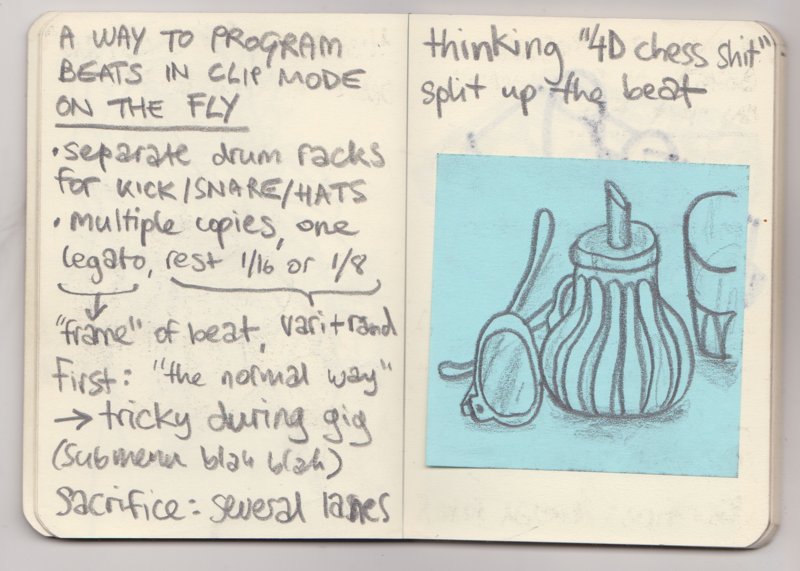 A WAY TO PROGRAM
BEATS IN CLIP MODE
ON THE FLY
• separate drum racks
for KICK/SNARE/HATS
• multiple copies, one
legato, rest 1/16 or 1/8
"frame" of beat, vari+rand
First: "the normal way"
→ tricky during gig
(submenu blah blah)
Sacrifice: several lanes
thinking "4D chess shit"
split up the beat